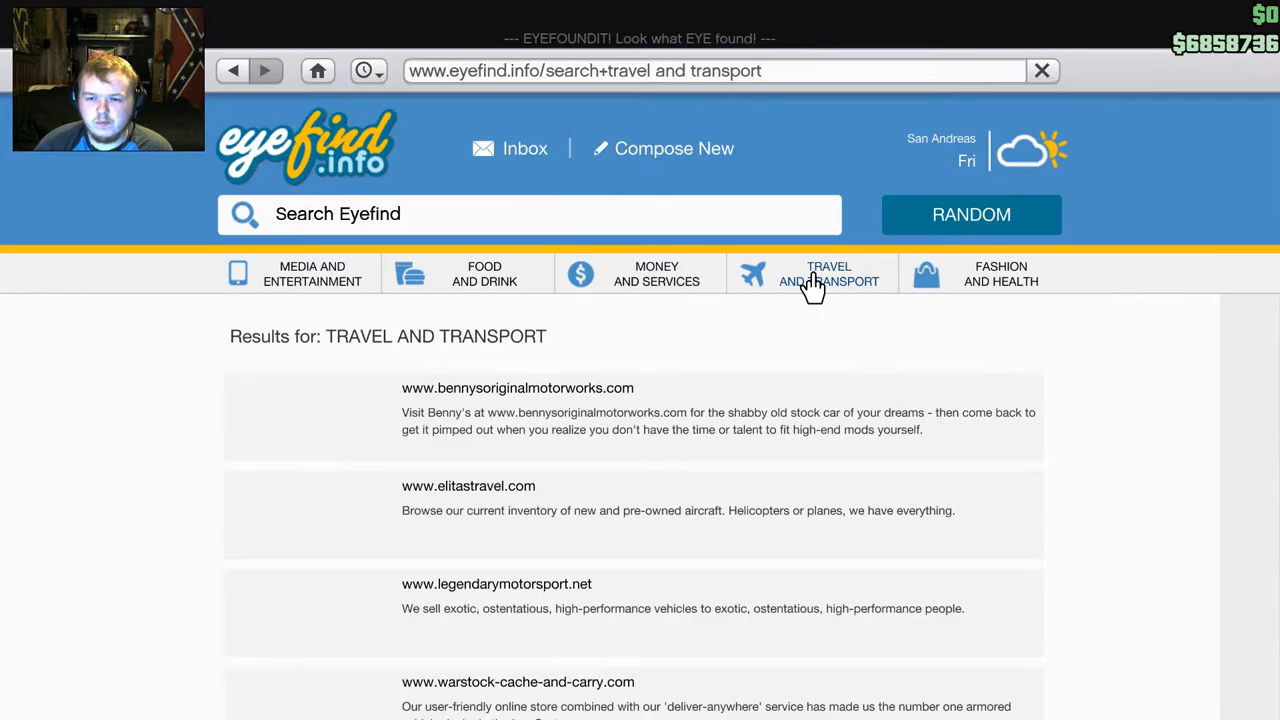 $0
$6858736
--- EYEFOUNDIT! Look what EYE found! ---
www.eyefind.info/search+travel and transport
eyefind
.info
Inbox
Compose New
San Andreas
Fri
Search Eyefind
RANDOM
MEDIA AND
ENTERTAINMENT
FOOD
AND DRINK
MONEY
AND SERVICES
TRAVEL
AND TRANSPORT
FASHION
AND HEALTH
Results for: TRAVEL AND TRANSPORT
www.bennysoriginalmotorworks.com
Visit Benny's at www.bennysoriginalmotorworks.com for the shabby old stock car of your dreams - then come back to
get it pimped out when you realize you don't have the time or talent to fit high-end mods yourself.
www.elitastravel.com
Browse our current inventory of new and pre-owned aircraft. Helicopters or planes, we have everything.
www.legendarymotorsport.net
We sell exotic, ostentatious, high-performance vehicles to exotic, ostentatious, high-performance people.
www.warstock-cache-and-carry.com
Our user-friendly online store combined with our 'deliver-anywhere' service has made us the number one armored